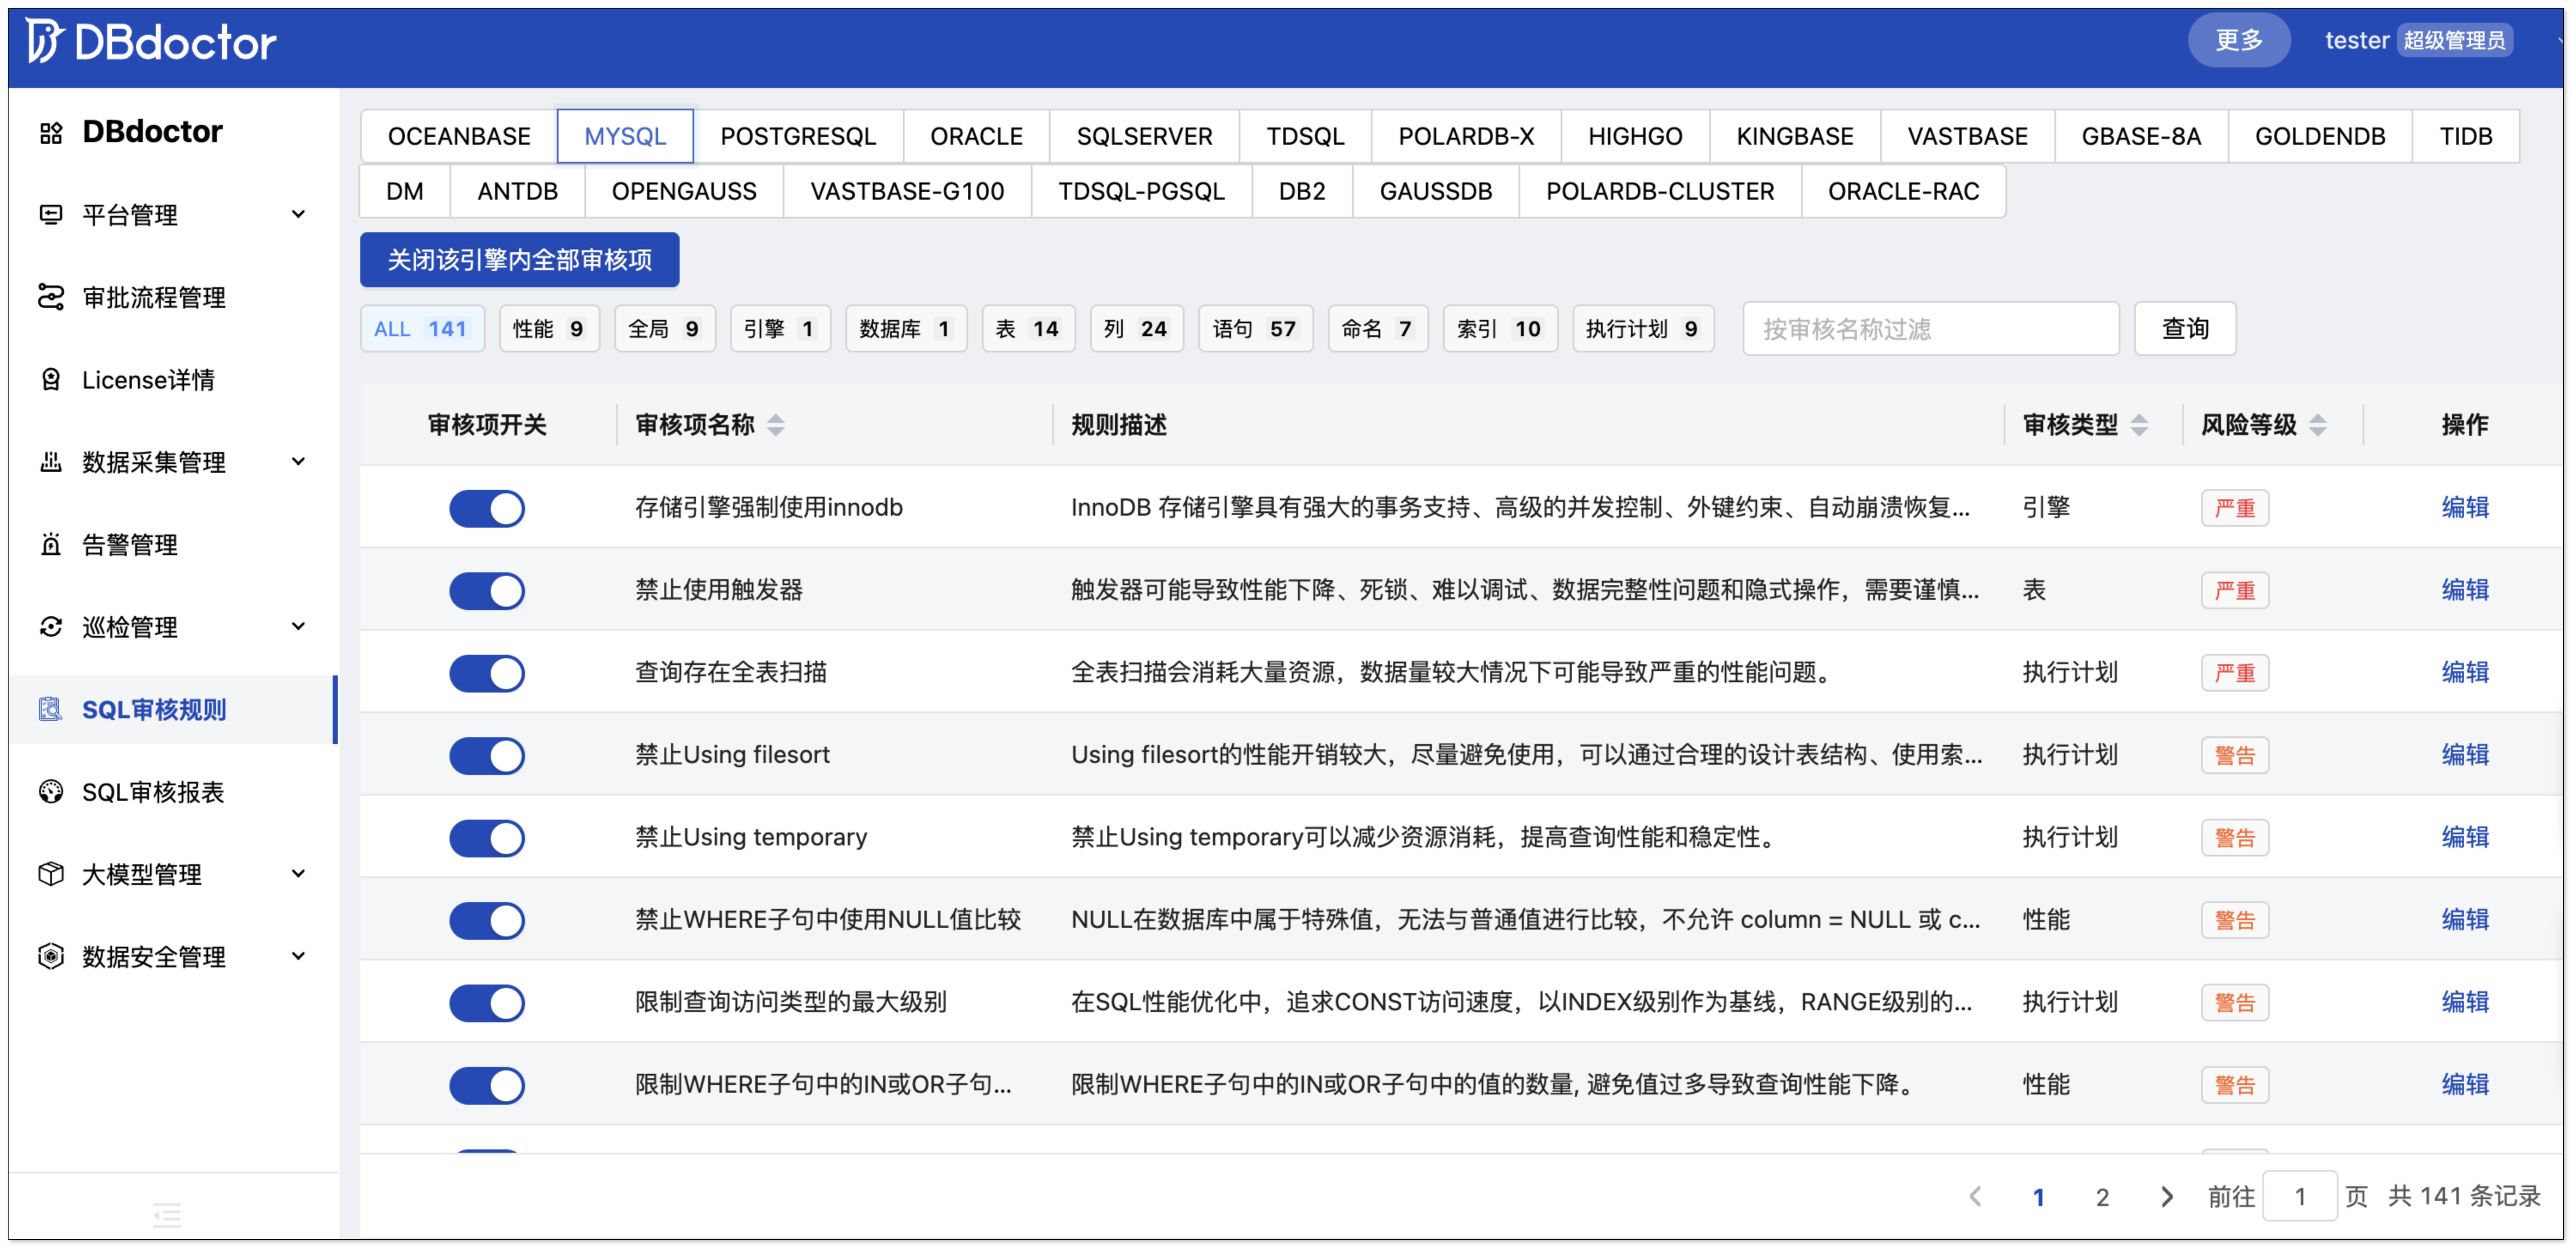 DBdoctor
更多 tester 超级管理员
DBdoctor
平台管理
审批流程管理
License详情
数据采集管理
告警管理
巡检管理
SQL审核规则
SQL审核报表
大模型管理
数据安全管理
OCEANBASE MYSQL POSTGRESQL ORACLE SQLSERVER TDSQL POLARDB-X HIGHGO KINGBASE VASTBASE GBASE-8A GOLDENDB TIDB
DM ANTDB OPENGAUSS VASTBASE-G100 TDSQL-PGSQL DB2 GAUSSDB POLARDB-CLUSTER ORACLE-RAC
关闭该引擎内全部审核项
ALL 141 性能 9 全局 9 引擎 1 数据库 1 表 14 列 24 语句 57 命名 7 索引 10 执行计划 9 按审核名称过滤 查询
审核项开关 审核项名称 规则描述 审核类型 风险等级 操作
存储引擎强制使用innodb InnoDB 存储引擎具有强大的事务支持、高级的并发控制、外键约束、自动崩溃恢复... 引擎 严重 编辑
禁止使用触发器 触发器可能导致性能下降、死锁、难以调试、数据完整性问题和隐式操作，需要谨慎... 表 严重 编辑
查询存在全表扫描 全表扫描会消耗大量资源，数据量较大情况下可能导致严重的性能问题。 执行计划 严重 编辑
禁止Using filesort Using filesort的性能开销较大，尽量避免使用，可以通过合理的设计表结构、使用索... 执行计划 警告 编辑
禁止Using temporary 禁止Using temporary可以减少资源消耗，提高查询性能和稳定性。 执行计划 警告 编辑
禁止WHERE子句中使用NULL值比较 NULL在数据库中属于特殊值，无法与普通值进行比较，不允许 column = NULL 或 c... 性能 警告 编辑
限制查询访问类型的最大级别 在SQL性能优化中，追求CONST访问速度，以INDEX级别作为基线，RANGE级别的... 执行计划 警告 编辑
限制WHERE子句中的IN或OR子句... 限制WHERE子句中的IN或OR子句中的值的数量, 避免值过多导致查询性能下降。 性能 警告 编辑
1 2 前往 1 页 共 141 条记录